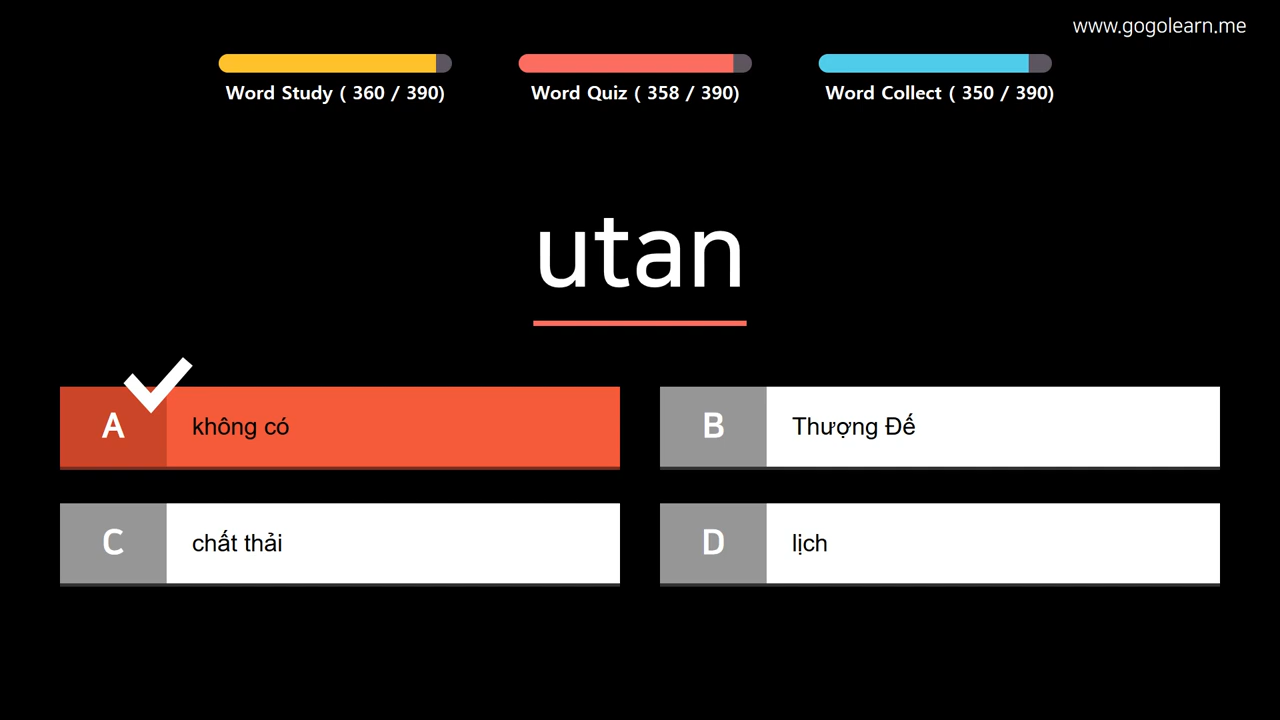 www.gogolearn.me
Word Study ( 360 / 390)
Word Quiz ( 358 / 390)
Word Collect ( 350 / 390)
utan
A không có
B Thượng Đế
C chất thải
D lịch